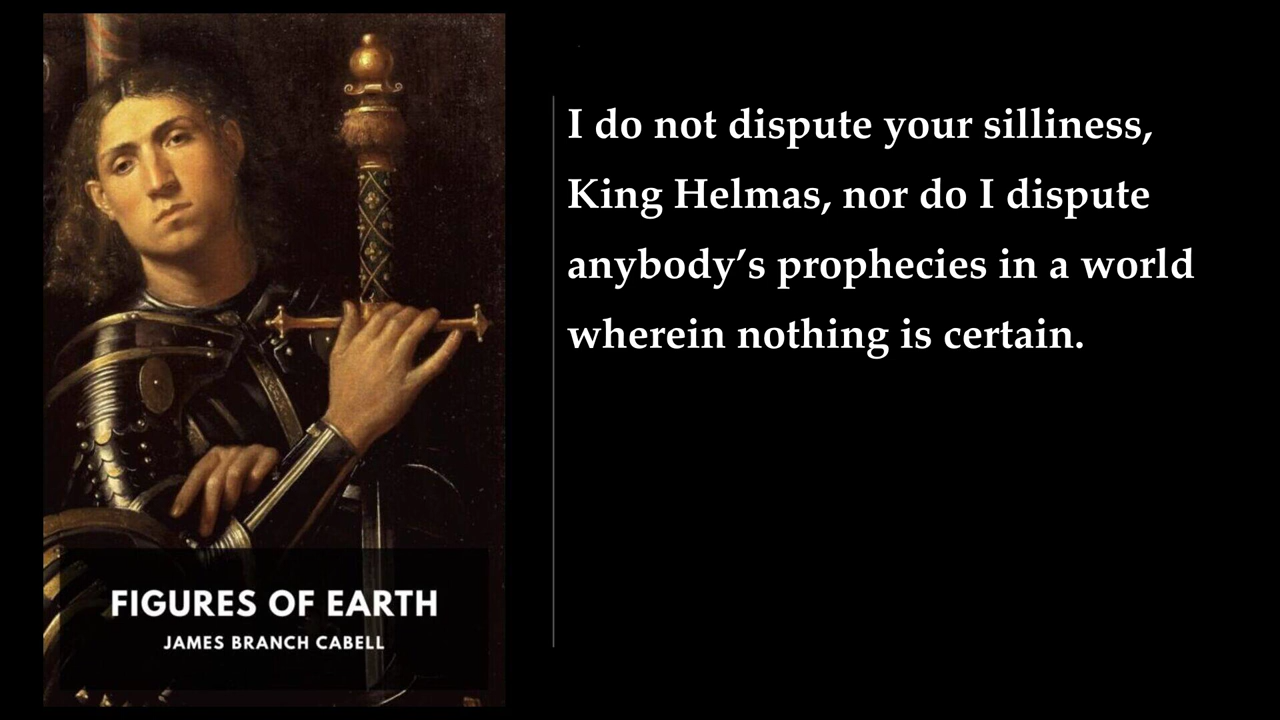 I do not dispute your silliness,
King Helmas, nor do I dispute
anybody’s prophecies in a world
wherein nothing is certain.
FIGURES OF EARTH
JAMES BRANCH CABELL